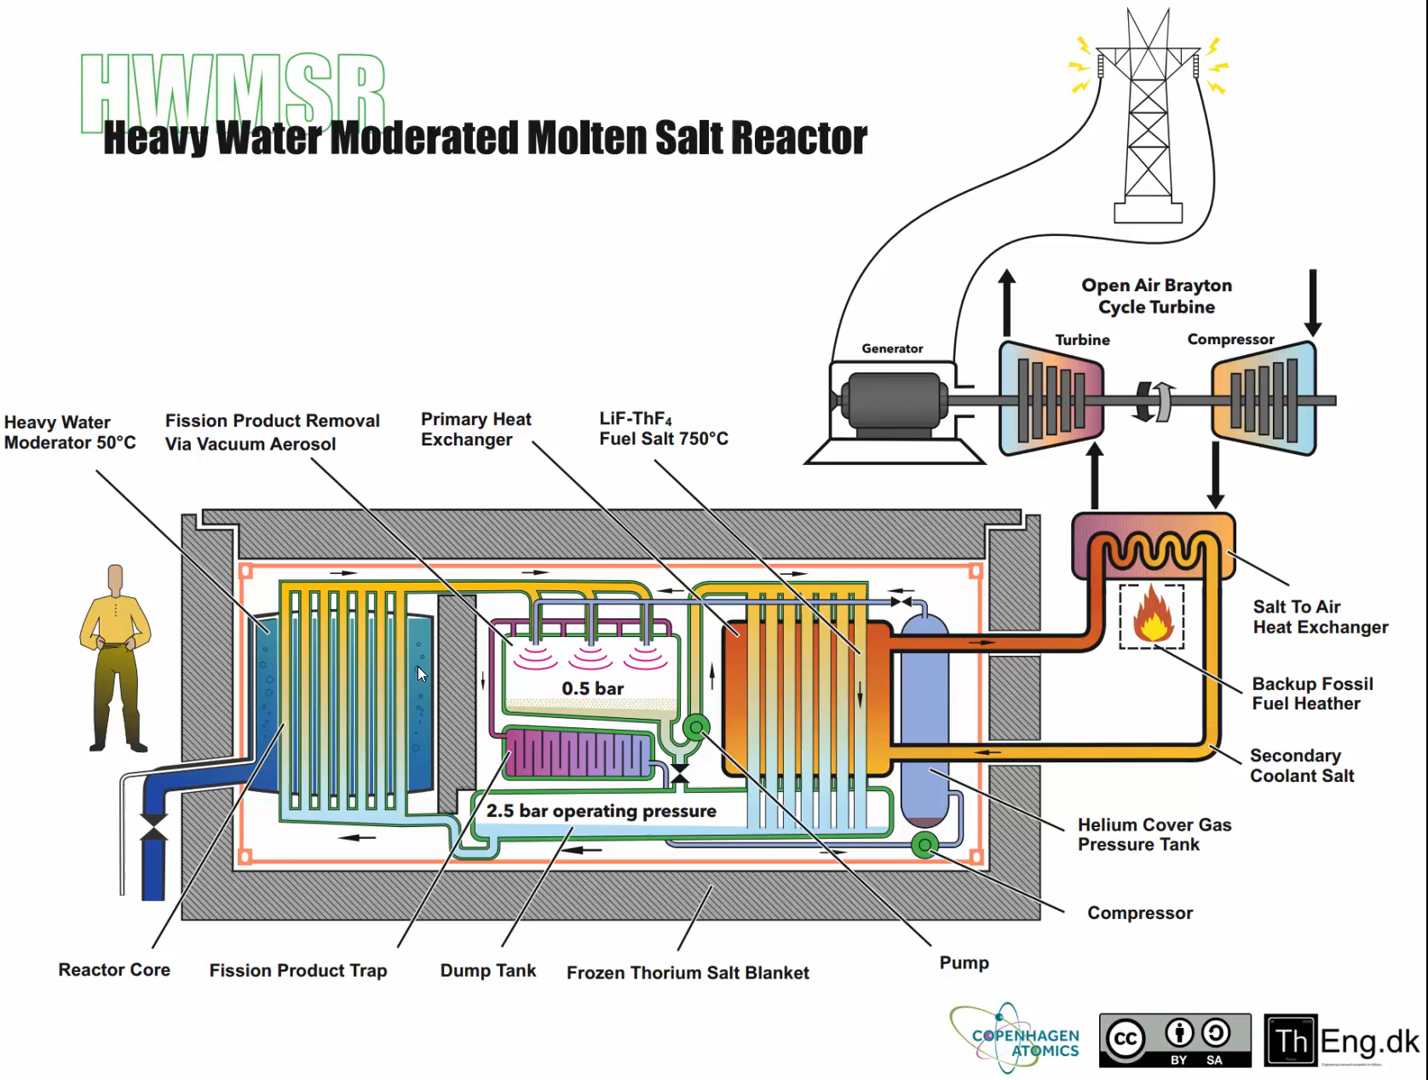 HWMSR
Heavy Water Moderated Molten Salt Reactor
Open Air Brayton
Cycle Turbine
Turbine
Compressor
Generator
Heavy Water
Moderator 50°C
Fission Product Removal
Via Vacuum Aerosol
Primary Heat
Exchanger
LiF-ThF₄
Fuel Salt 750°C
Salt To Air
Heat Exchanger
0.5 bar
Backup Fossil
Fuel Heather
Secondary
Coolant Salt
2.5 bar operating pressure
Helium Cover Gas
Pressure Tank
Compressor
Reactor Core
Fission Product Trap
Dump Tank
Frozen Thorium Salt Blanket
Pump
COPENHAGEN
ATOMICS
cc
BY SA
Th Eng.dk